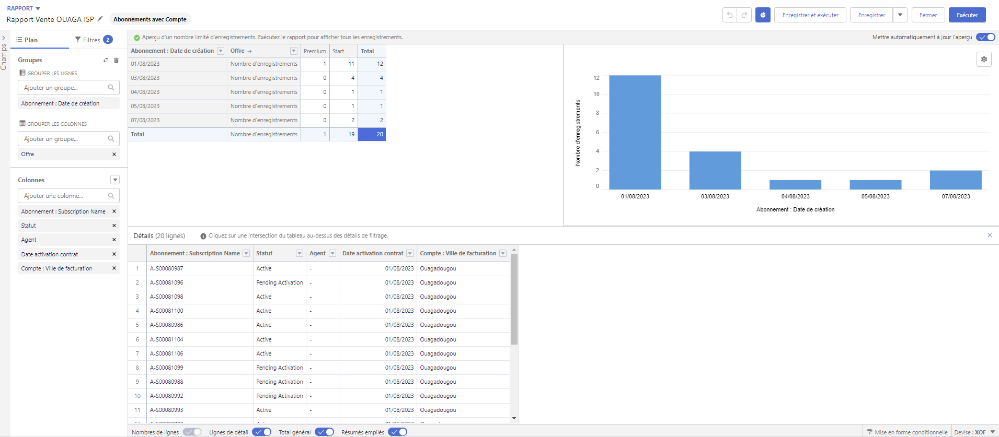 RAPPORT
Rapport Vente OUAGA ISP
Abonnements avec Compte
Enregistrer et exécuter
Enregistrer
Fermer
Exécuter
Champs
Plan
Filtres 2
Aperçu d'un nombre limité d'enregistrements. Exécutez le rapport pour afficher tous les enregistrements.
Mettre automatiquement à jour l'aperçu
Groupes
GROUPER LES LIGNES
Ajouter un groupe...
Abonnement : Date de création
GROUPER LES COLONNES
Ajouter un groupe...
Offre
Colonnes
Ajouter une colonne...
Abonnement : Subscription Name
Statut
Agent
Date activation contrat
Compte : Ville de facturation
Abonnement : Date de création Offre → Premium Start Total
01/08/2023 Nombre d'enregistrements 1 11 12
03/08/2023 Nombre d'enregistrements 0 4 4
04/08/2023 Nombre d'enregistrements 0 1 1
05/08/2023 Nombre d'enregistrements 0 1 1
07/08/2023 Nombre d'enregistrements 0 2 2
Total Nombre d'enregistrements 1 19 20
Nombre d'enregistrements
12
10
8
6
4
2
0
01/08/2023 03/08/2023 04/08/2023 05/08/2023 07/08/2023
Abonnement : Date de création
Détails (20 lignes) Cliquez sur une intersection du tableau au-dessus des détails de filtrage.
Abonnement : Subscription Name Statut Agent Date activation contrat Compte : Ville de facturation
1 A-S00080987 Active - 01/08/2023 Ouagadougou
2 A-S00081096 Pending Activation - 01/08/2023 Ouagadougou
3 A-S00081098 Active - 01/08/2023 Ouagadougou
4 A-S00081100 Active - 01/08/2023 Ouagadougou
5 A-S00080986 Active - 01/08/2023 Ouagadougou
6 A-S00081104 Active - 01/08/2023 Ouagadougou
7 A-S00081106 Active - 01/08/2023 Ouagadougou
8 A-S00081099 Pending Activation - 01/08/2023 Ouagadougou
9 A-S00080988 Pending Activation - 01/08/2023 Ouagadougou
10 A-S00080992 Pending Activation - 01/08/2023 Ouagadougou
11 A-S00080993 Active - 01/08/2023 Ouagadougou
Nombres de lignes
Lignes de détail
Total général
Résumés empilés
Mise en forme conditionnelle
Devise : XOF